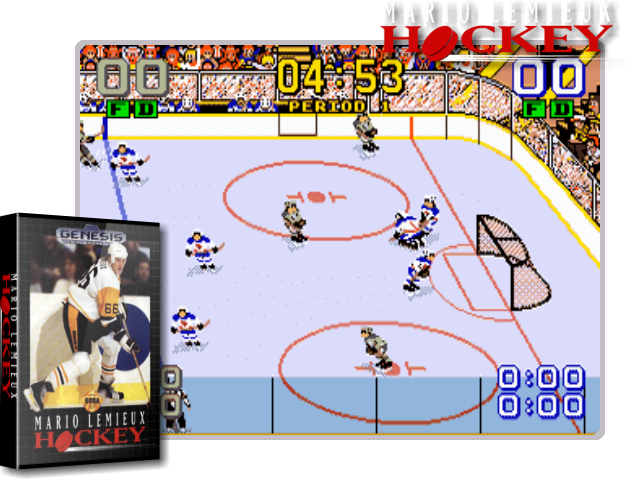 MARIO LEMIEUX
HOCKEY
00
04:53
00
PERIOD 1
F D
F D
GENESIS
66
MARIO LEMIEUX
HOCKEY
SEGA
MARIO LEMIEUX
HOCKEY
0:00
0:00